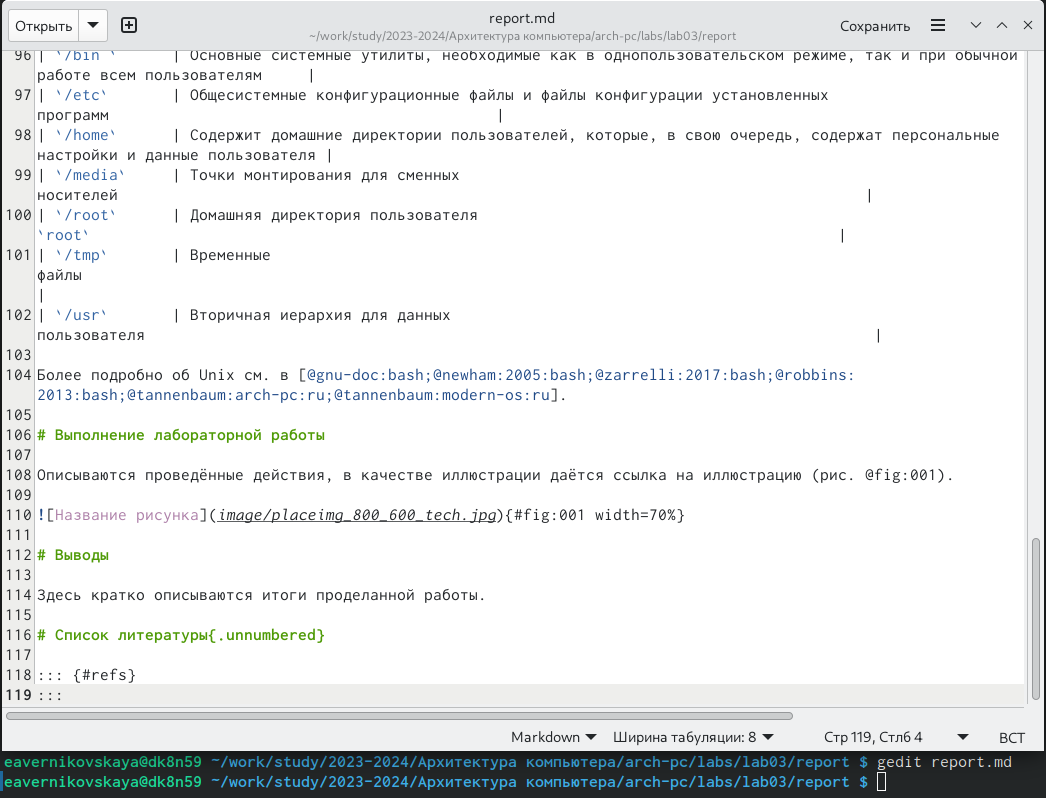 Открыть
report.md
~/work/study/2023-2024/Архитектура компьютера/arch-pc/labs/lab03/report
Сохранить
96 | `/bin ` | Основные системные утилиты, необходимые как в однопользовательском режиме, так и при обычной
работе всем пользователям |
97 | `/etc` | Общесистемные конфигурационные файлы и файлы конфигурации установленных
программ |
98 | `/home` | Содержит домашние директории пользователей, которые, в свою очередь, содержат персональные
настройки и данные пользователя |
99 | `/media` | Точки монтирования для сменных
носителей |
100 | `/root` | Домашняя директория пользователя
`root` |
101 | `/tmp` | Временные
файлы
|
102 | `/usr` | Вторичная иерархия для данных
пользователя |
103
104 Более подробно об Unix см. в [@gnu-doc:bash;@newham:2005:bash;@zarrelli:2017:bash;@robbins:
2013:bash;@tannenbaum:arch-pc:ru;@tannenbaum:modern-os:ru].
105
106 # Выполнение лабораторной работы
107
108 Описываются проведённые действия, в качестве иллюстрации даётся ссылка на иллюстрацию (рис. @fig:001).
109
110 ![Название рисунка](image/placeimg_800_600_tech.jpg){#fig:001 width=70%}
111
112 # Выводы
113
114 Здесь кратко описываются итоги проделанной работы.
115
116 # Список литературы{.unnumbered}
117
118 ::: {#refs}
119 :::
Markdown Ширина табуляции: 8 Стр 119, Стлб 4 ВСТ
eavernikovskaya@dk8n59 ~/work/study/2023-2024/Архитектура компьютера/arch-pc/labs/lab03/report $ gedit report.md
eavernikovskaya@dk8n59 ~/work/study/2023-2024/Архитектура компьютера/arch-pc/labs/lab03/report $